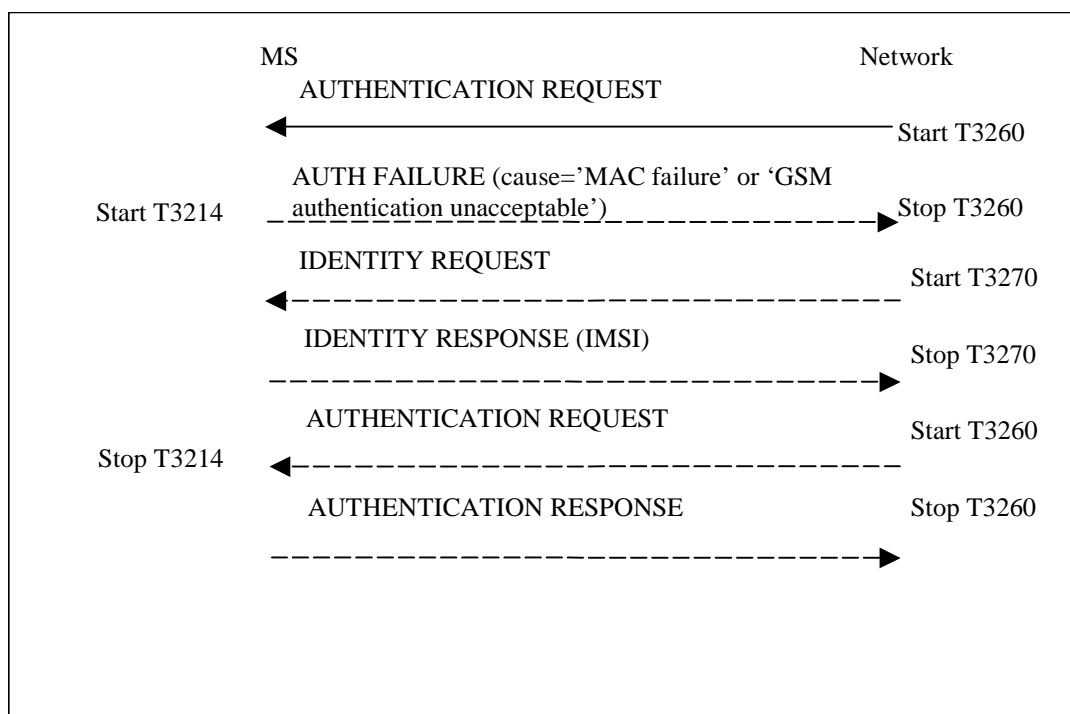 MS Network
AUTHENTICATION REQUEST
Start T3260
AUTH FAILURE (cause=’MAC failure’ or ‘GSM
authentication unacceptable’)
Start T3214
Stop T3260
IDENTITY REQUEST
Start T3270
IDENTITY RESPONSE (IMSI)
Stop T3270
AUTHENTICATION REQUEST
Start T3260
Stop T3214
AUTHENTICATION RESPONSE
Stop T3260